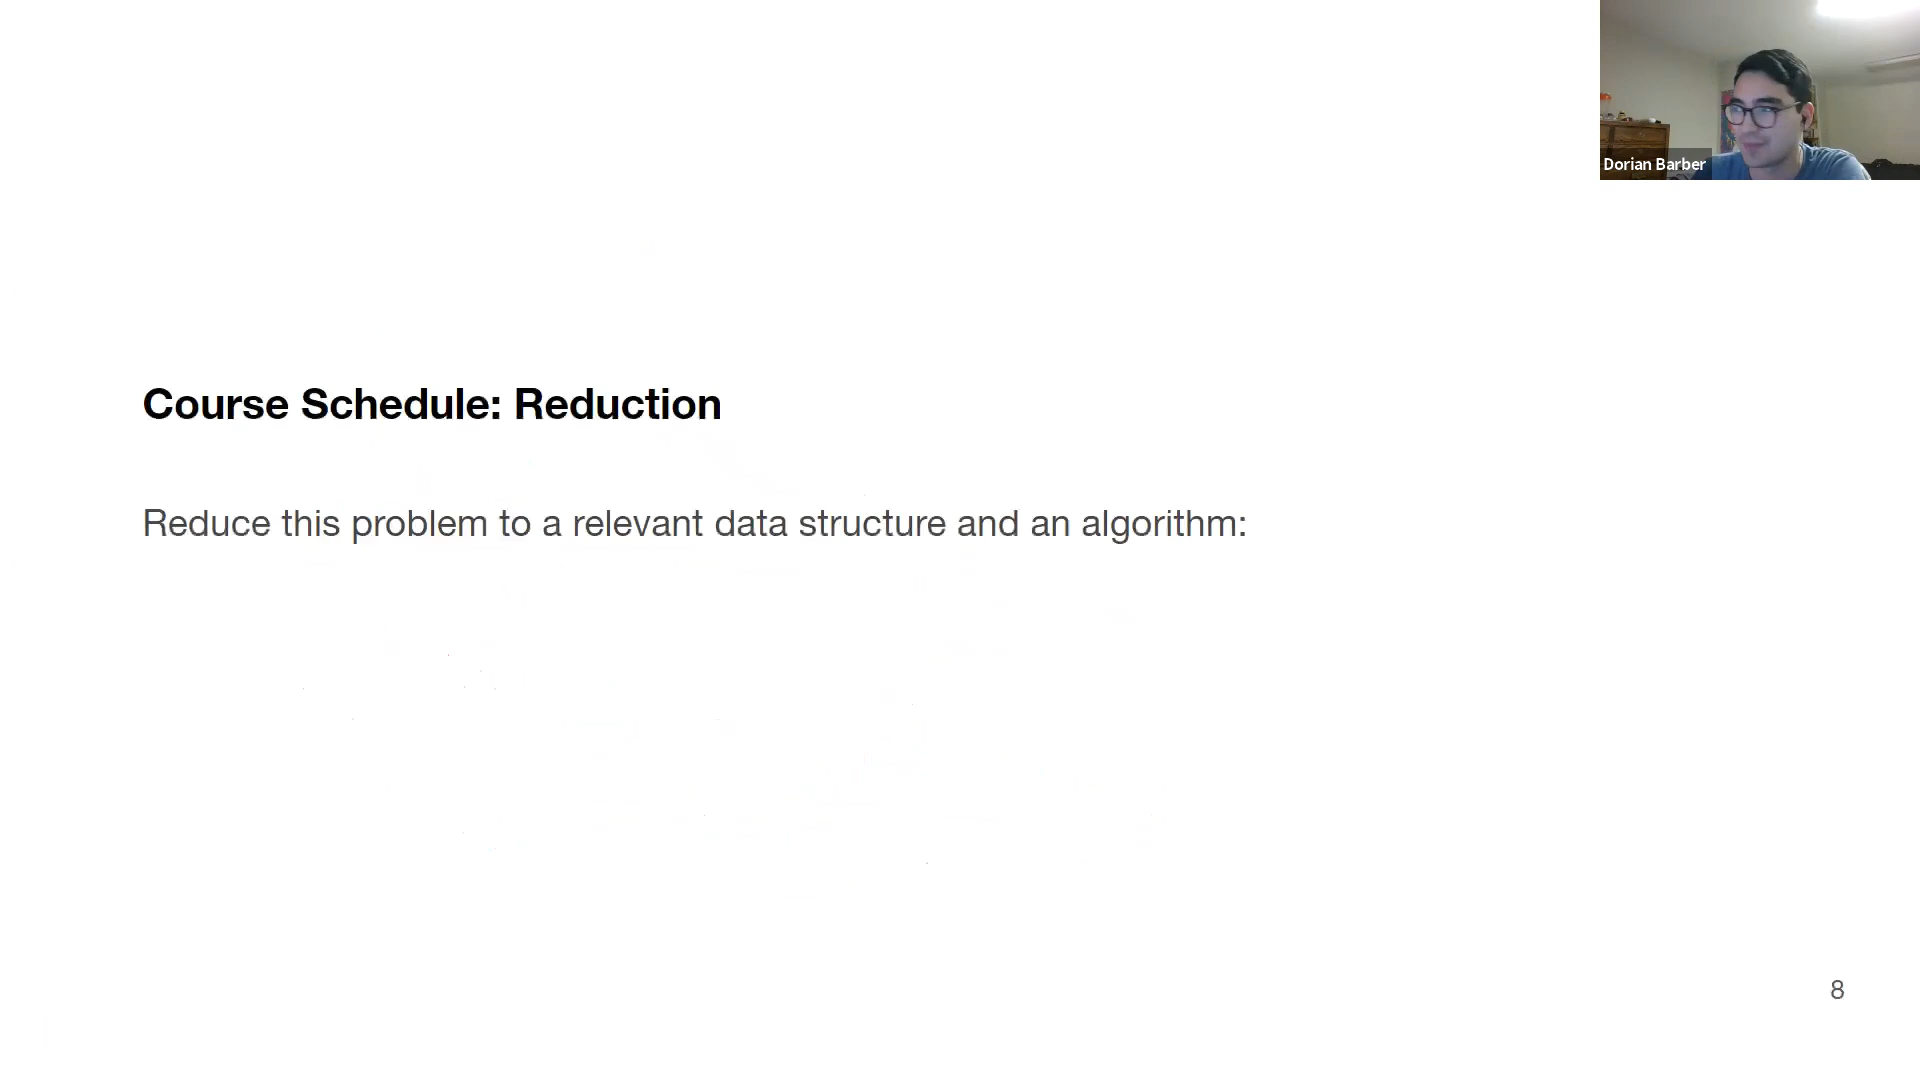 Dorian Barber
Course Schedule: Reduction
Reduce this problem to a relevant data structure and an algorithm:
8